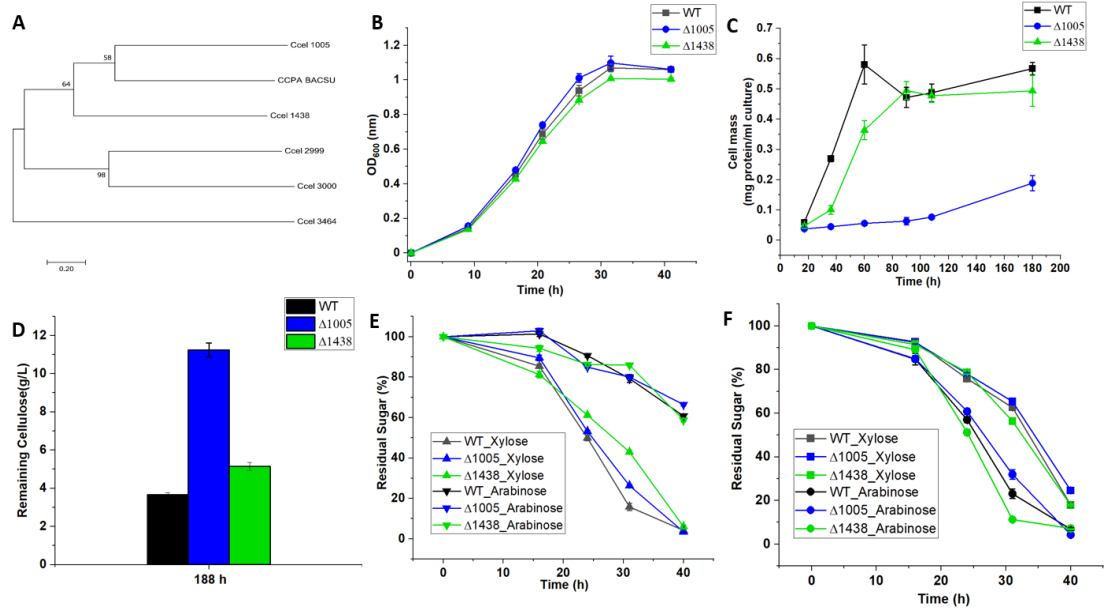 A
Ccel 1005
58
CCPA BACSU
64
Ccel 1438
Ccel 2999
98
Ccel 3000
Ccel 3464
0.20
B
WT
Δ1005
Δ1438
1.2
1.0
0.8
0.6
0.4
0.2
0
OD600 (nm)
0 10 20 30 40
Time (h)
C
WT
Δ1005
Δ1438
0.7
0.6
0.5
0.4
0.3
0.2
0.1
0
Cell mass
(mg protein/ml culture)
0 20 40 60 80 100 120 140 160 180 200
Time (h)
D
WT
Δ1005
Δ1438
12
10
8
6
4
2
0
Remaining Cellulose(g/L)
188 h
E
100
80
60
40
20
0
Residual Sugar (%)
WT_Xylose
Δ1005_Xylose
Δ1438_Xylose
WT_Arabinose
Δ1005_Arabinose
Δ1438_Arabinose
0 10 20 30 40
Time (h)
F
100
80
60
40
20
0
Residual Sugar (%)
WT_Xylose
Δ1005_Xylose
Δ1438_Xylose
WT_Arabinose
Δ1005_Arabinose
Δ1438_Arabinose
0 10 20 30 40
Time (h)